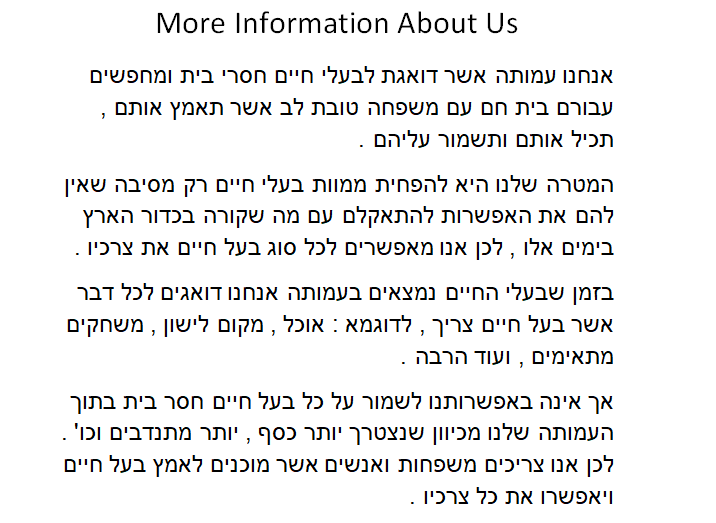 More Information About Us
אנחנו עמותה אשר דואגת לבעלי חיים חסרי בית ומחפשים
עבורם בית חם עם משפחה טובת לב אשר תאמץ אותם ,
תכיל אותם ותשמור עליהם .
המטרה שלנו היא להפחית ממוות בעלי חיים רק מסיבה שאין
להם את האפשרות להתאקלם עם מה שקורה בכדור הארץ
בימים אלו , לכן אנו מאפשרים לכל סוג בעל חיים את צרכיו .
בזמן שבעלי החיים נמצאים בעמותה אנחנו דואגים לכל דבר
אשר בעל חיים צריך , לדוגמא : אוכל , מקום לישון , משחקים
מתאימים , ועוד הרבה .
אך אינה באפשרותנו לשמור על כל בעל חיים חסר בית בתוך
העמותה שלנו מכיוון שנצטרך יותר כסף , יותר מתנדבים וכו' .
לכן אנו צריכים משפחות ואנשים אשר מוכנים לאמץ בעל חיים
ויאפשרו את כל צרכיו .